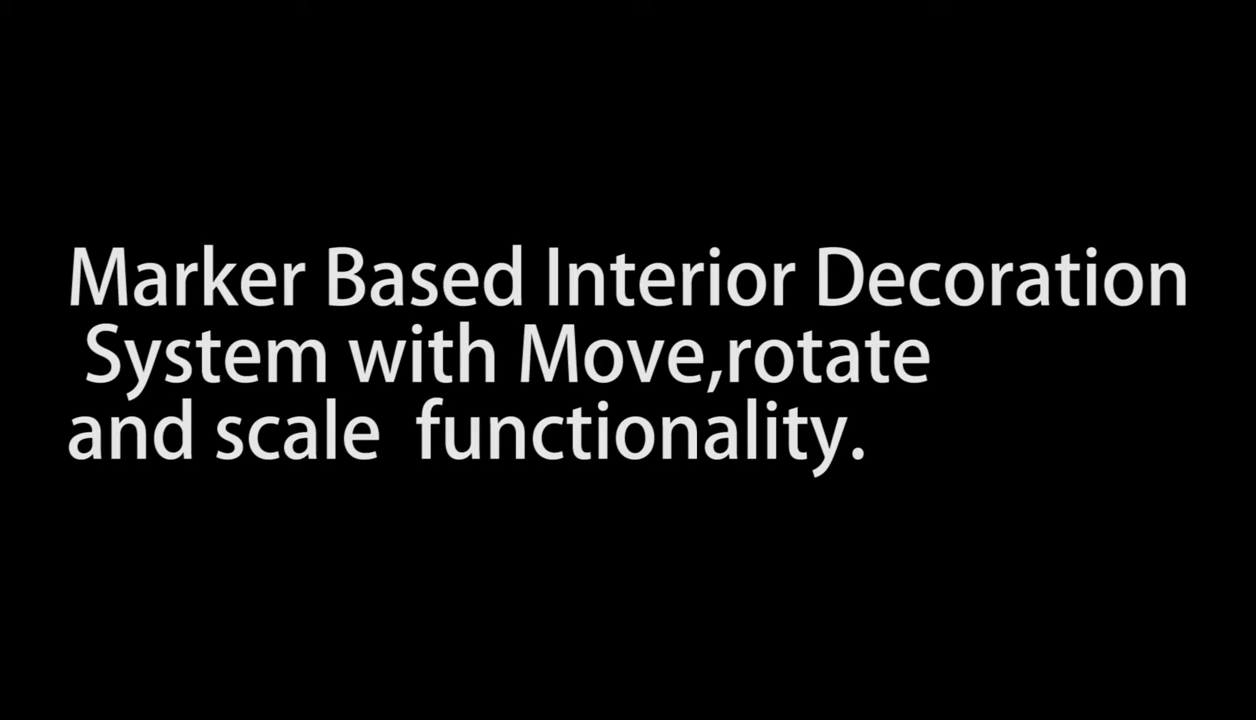 Marker Based Interior Decoration
System with Move,rotate
and scale  functionality.